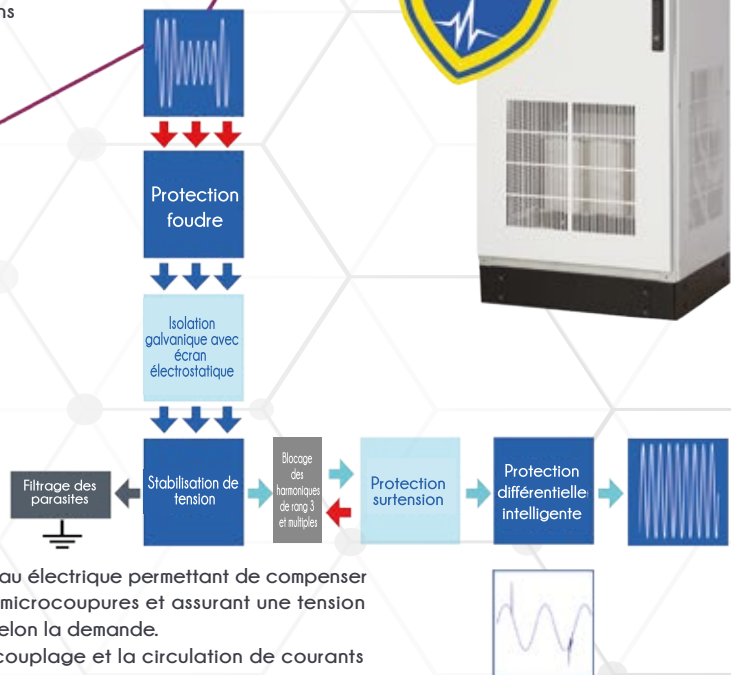 ns
Protection
foudre
Isolation
galvanique avec
écran
électrostatique
Filtrage des
parasites
Stabilisation de
tension
Blocage
des
harmoniques
de rang 3
et multiples
Protection
surtension
Protection
différentielle
intelligente
au électrique permettant de compenser
microcoupures et assurant une tension
elon la demande.
couplage et la circulation de courants